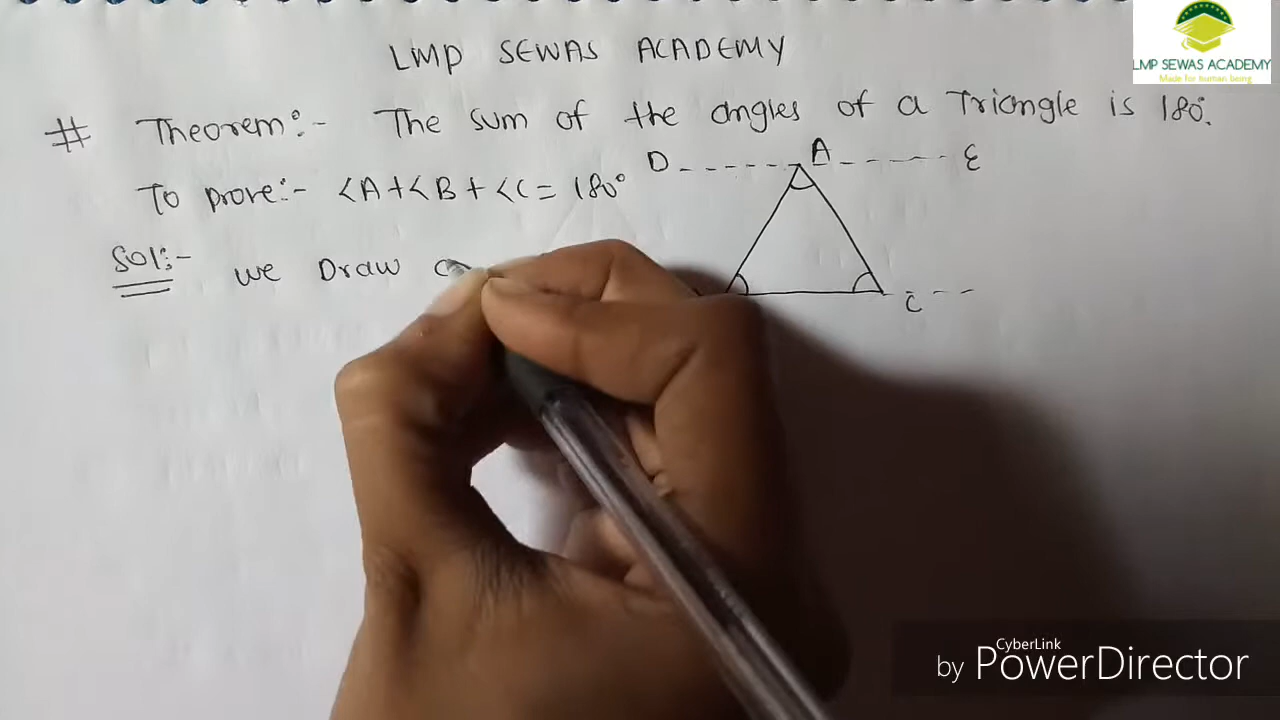 LMP SEWAS ACADEMY
LMP SEWAS ACADEMY
Made for human being
# Theorem:- The sum of the angles of a Triangle is 180°.
D A E
To prove:- <A+<B+<C=180°
Sol:- we Draw
C
CyberLink
by PowerDirector